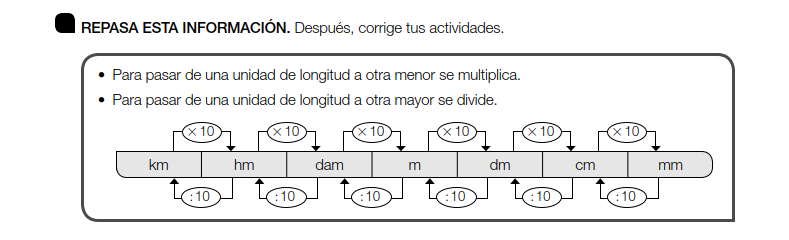 REPASA ESTA INFORMACIÓN. Después, corrige tus actividades.
• Para pasar de una unidad de longitud a otra menor se multiplica.
• Para pasar de una unidad de longitud a otra mayor se divide.
× 10 × 10 × 10 × 10 × 10 × 10
km hm dam m dm cm mm
: 10 : 10 : 10 : 10 : 10 : 10